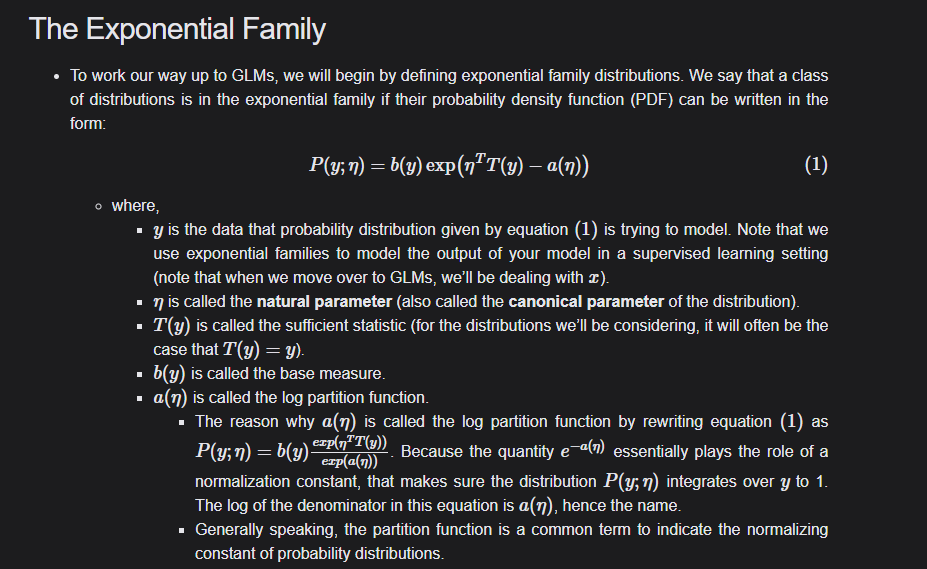 The Exponential Family
• To work our way up to GLMs, we will begin by defining exponential family distributions. We say that a class
of distributions is in the exponential family if their probability density function (PDF) can be written in the
form:
P(y; η) = b(y) exp(η^T T(y) − a(η)) (1)
◦ where,
▪ y is the data that probability distribution given by equation (1) is trying to model. Note that we
use exponential families to model the output of your model in a supervised learning setting
(note that when we move over to GLMs, we'll be dealing with x).
▪ η is called the natural parameter (also called the canonical parameter of the distribution).
▪ T(y) is called the sufficient statistic (for the distributions we'll be considering, it will often be the
case that T(y) = y).
▪ b(y) is called the base measure.
▪ a(η) is called the log partition function.
▪ The reason why a(η) is called the log partition function by rewriting equation (1) as
P(y; η) = b(y) exp(η^T T(y))/exp(a(η)). Because the quantity e^−a(η) essentially plays the role of a
normalization constant, that makes sure the distribution P(y; η) integrates over y to 1.
The log of the denominator in this equation is a(η), hence the name.
▪ Generally speaking, the partition function is a common term to indicate the normalizing
constant of probability distributions.